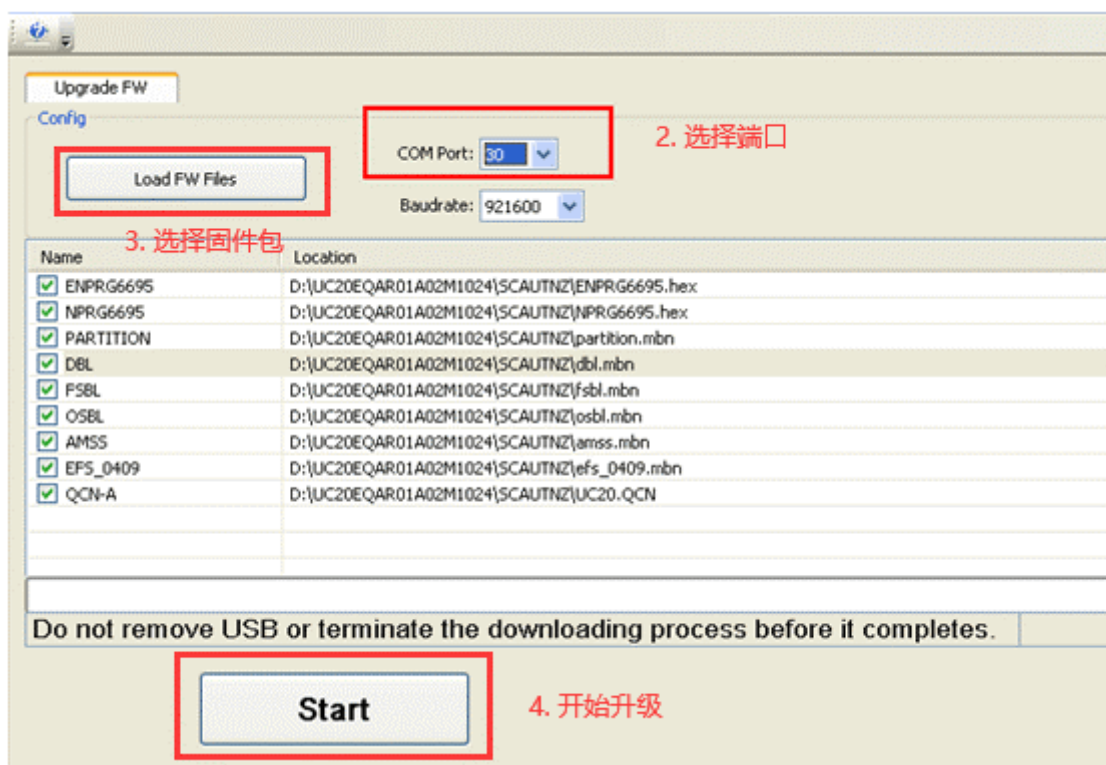 Upgrade FW
Config
2. 选择端口
COM Port: 30
Load FW Files
Baudrate: 921600
3. 选择固件包
Name Location
ENPRG6695 D:\UC20EQAR01A02M1024\SCAUTNZ\ENPRG6695.hex
NPRG6695 D:\UC20EQAR01A02M1024\SCAUTNZ\NPRG6695.hex
PARTITION D:\UC20EQAR01A02M1024\SCAUTNZ\partition.mbn
DBL D:\UC20EQAR01A02M1024\SCAUTNZ\dbl.mbn
FSBL D:\UC20EQAR01A02M1024\SCAUTNZ\fsbl.mbn
OSBL D:\UC20EQAR01A02M1024\SCAUTNZ\osbl.mbn
AMSS D:\UC20EQAR01A02M1024\SCAUTNZ\amss.mbn
EFS_0409 D:\UC20EQAR01A02M1024\SCAUTNZ\efs_0409.mbn
QCN-A D:\UC20EQAR01A02M1024\SCAUTNZ\UC20.QCN
Do not remove USB or terminate the downloading process before it completes.
Start
4. 开始升级